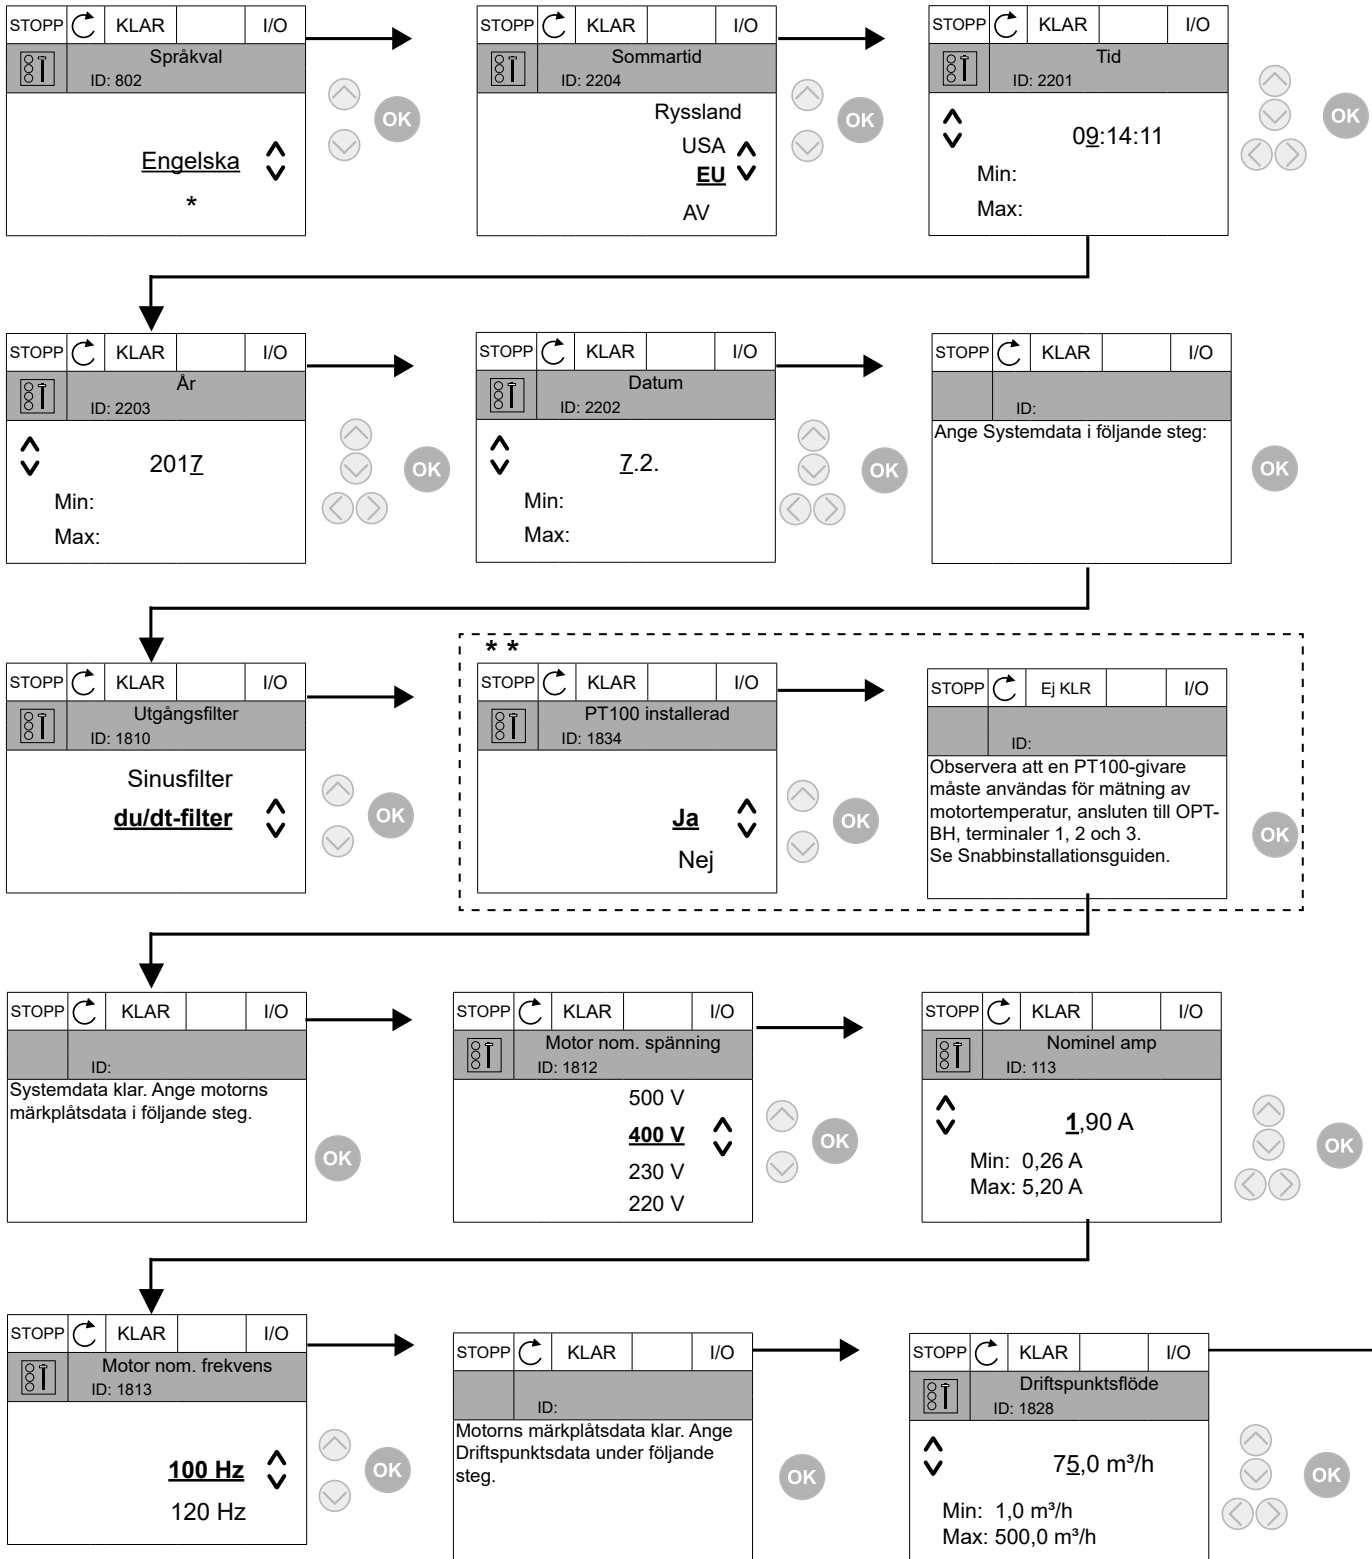 STOPP KLAR I/O
Språkval
ID: 802
Engelska
*
OK
STOPP KLAR I/O
Sommartid
ID: 2204
Ryssland
USA
EU
AV
OK
STOPP KLAR I/O
Tid
ID: 2201
09:14:11
Min:
Max:
OK
STOPP KLAR I/O
År
ID: 2203
2017
Min:
Max:
OK
STOPP KLAR I/O
Datum
ID: 2202
7.2.
Min:
Max:
OK
STOPP KLAR I/O
ID:
Ange Systemdata i följande steg:
OK
STOPP KLAR I/O
Utgångsfilter
ID: 1810
Sinusfilter
du/dt-filter
OK
* *
STOPP KLAR I/O
PT100 installerad
ID: 1834
Ja
Nej
OK
STOPP Ej KLR I/O
ID:
Observera att en PT100-givare
måste användas för mätning av
motortemperatur, ansluten till OPT-
BH, terminaler 1, 2 och 3.
Se Snabbinstallationsguiden.
OK
STOPP KLAR I/O
ID:
Systemdata klar. Ange motorns
märkplåtsdata i följande steg.
OK
STOPP KLAR I/O
Motor nom. spänning
ID: 1812
500 V
400 V
230 V
220 V
OK
STOPP KLAR I/O
Nominel amp
ID: 113
1,90 A
Min: 0,26 A
Max: 5,20 A
OK
STOPP KLAR I/O
Motor nom. frekvens
ID: 1813
100 Hz
120 Hz
OK
STOPP KLAR I/O
ID:
Motorns märkplåtsdata klar. Ange
Driftspunktsdata under följande
steg.
OK
STOPP KLAR I/O
Driftspunktsflöde
ID: 1828
75,0 m³/h
Min: 1,0 m³/h
Max: 500,0 m³/h
OK